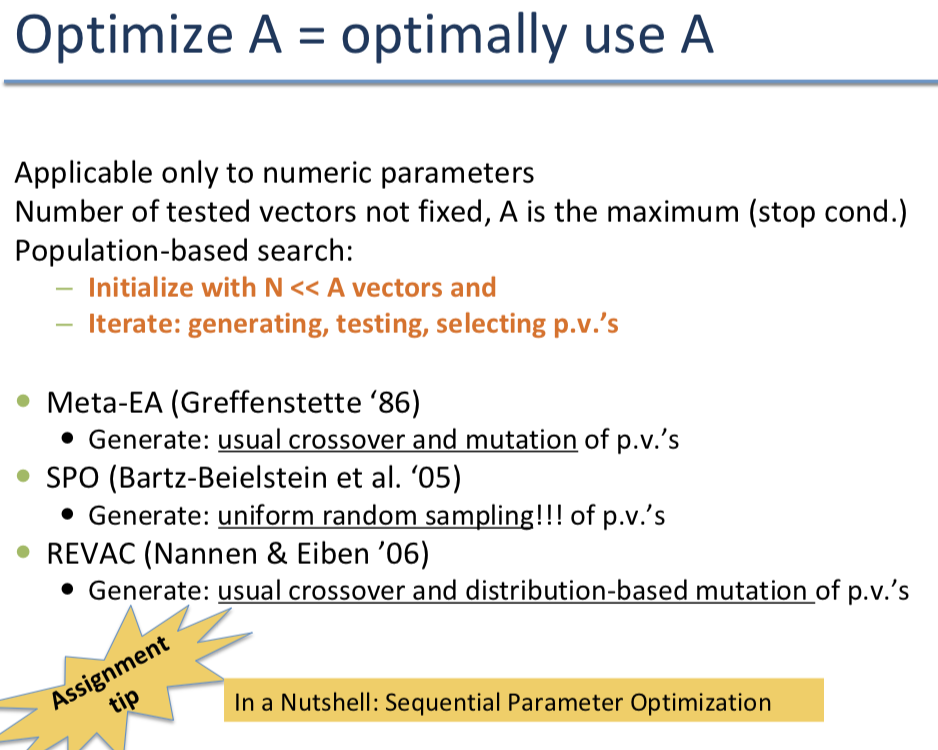 Optimize A = optimally use A
Applicable only to numeric parameters
Number of tested vectors not fixed, A is the maximum (stop cond.)
Population-based search:
– Initialize with N << A vectors and
– Iterate: generating, testing, selecting p.v.’s
• Meta-EA (Greffenstette ‘86)
• Generate: usual crossover and mutation of p.v.’s
• SPO (Bartz-Beielstein et al. ‘05)
• Generate: uniform random sampling!!! of p.v.’s
• REVAC (Nannen & Eiben ’06)
• Generate: usual crossover and distribution-based mutation of p.v.’s
Assignment
tip
In a Nutshell: Sequential Parameter Optimization